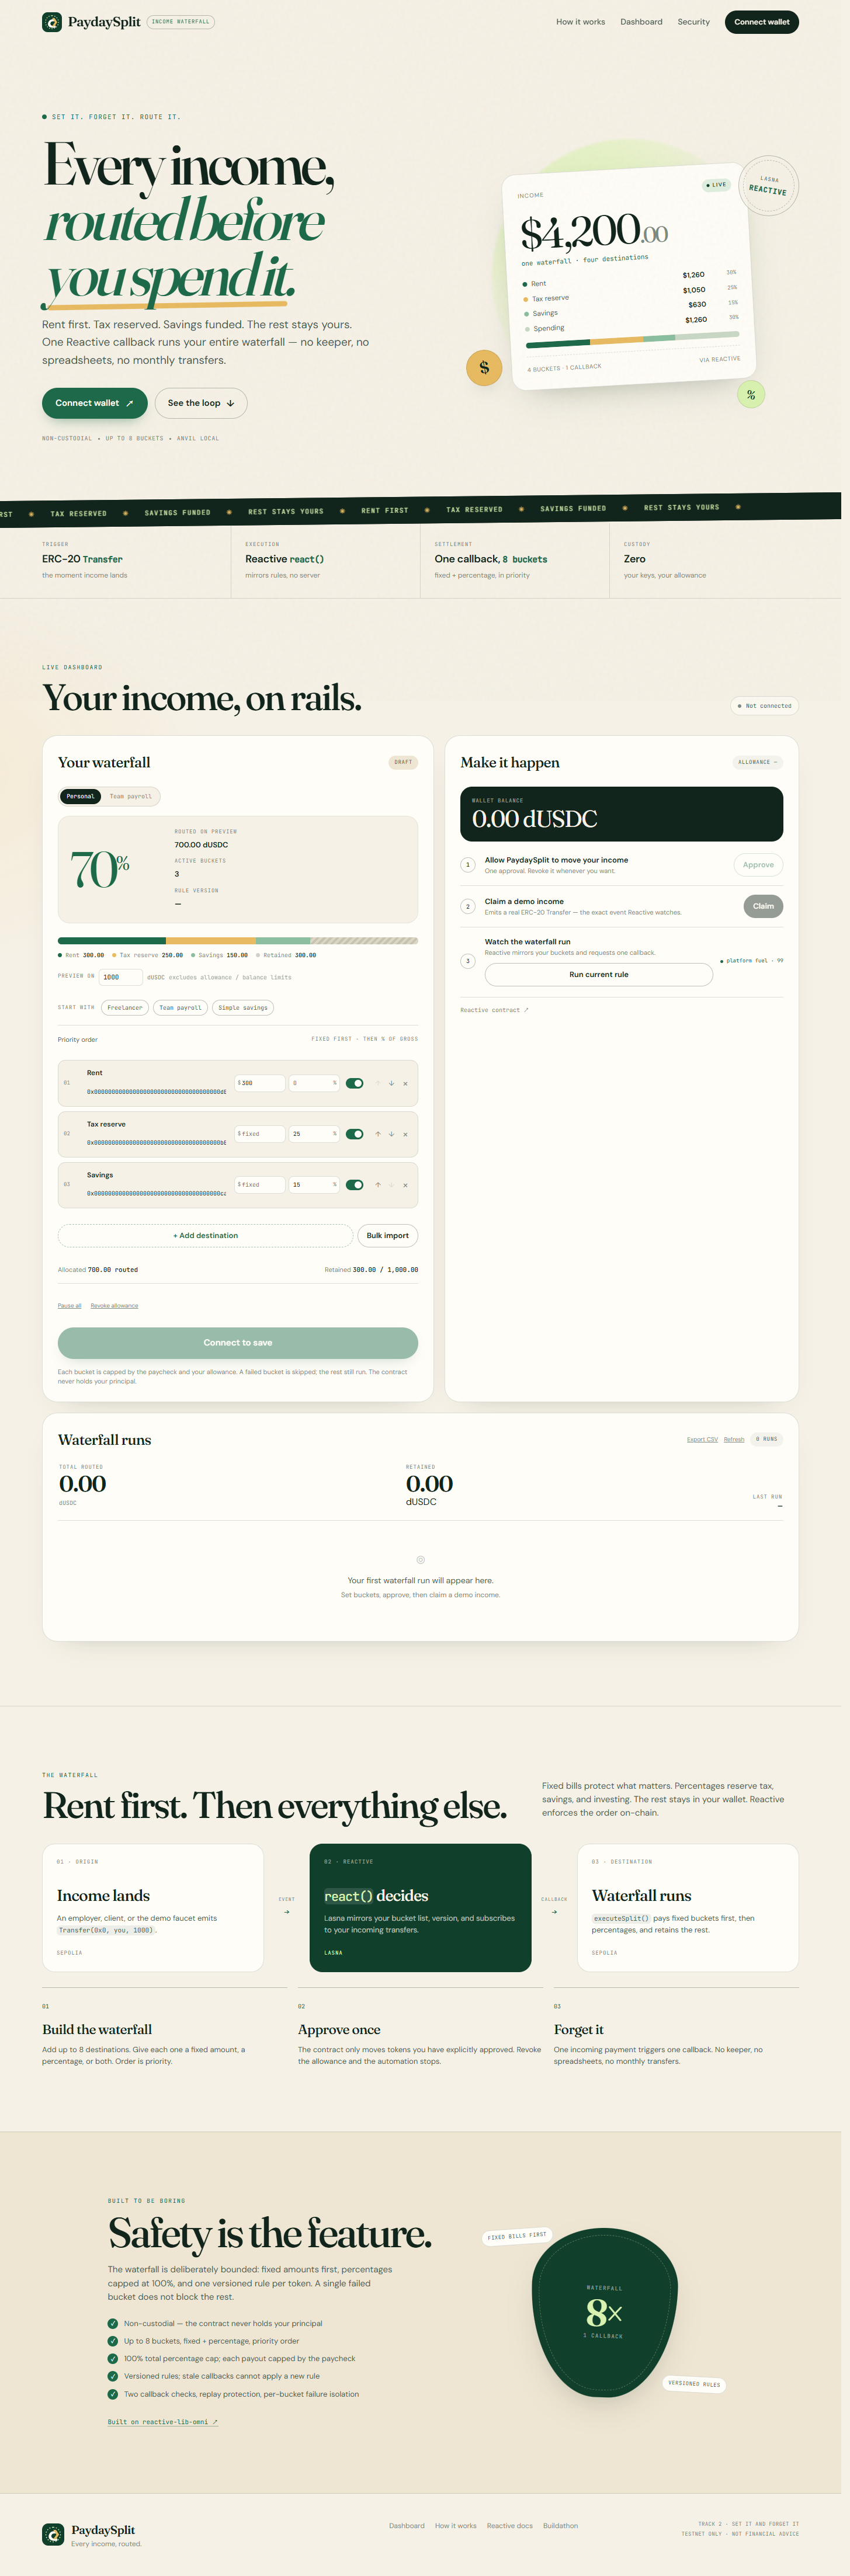 PaydaySplit
INCOME WATERFALL
How it works
Dashboard
Security
Connect wallet
SET IT. FORGET IT. ROUTE IT.
Every income,
routed before
you spend it.
Rent first. Tax reserved. Savings funded. The rest stays yours.
One Reactive callback runs your entire waterfall — no keeper, no
spreadsheets, no monthly transfers.
Connect wallet ↗
See the loop ↓
NON-CUSTODIAL • UP TO 8 BUCKETS • ANVIL LOCAL
INCOME
LIVE
$4,200.00
one waterfall · four destinations
Rent $1,260 30%
Tax reserve $1,050 25%
Savings $630 15%
Spending $1,260 30%
4 BUCKETS · 1 CALLBACK
VIA REACTIVE
LASNA
REACTIVE
$
%
RST
TAX RESERVED
SAVINGS FUNDED
REST STAYS YOURS
RENT FIRST
TAX RESERVED
SAVINGS FUNDED
REST STAYS YOURS
TRIGGER
ERC-20 Transfer
the moment income lands
EXECUTION
Reactive react()
mirrors rules, no server
SETTLEMENT
One callback, 8 buckets
fixed + percentage, in priority
CUSTODY
Zero
your keys, your allowance
LIVE DASHBOARD
Your income, on rails.
Not connected
Your waterfall
DRAFT
Personal
Team payroll
70%
ROUTED ON PREVIEW
700.00 dUSDC
ACTIVE BUCKETS
3
RULE VERSION
—
Rent 300.00
Tax reserve 250.00
Savings 150.00
Retained 300.00
PREVIEW ON 1000 dUSDC excludes allowance / balance limits
START WITH
Freelancer
Team payroll
Simple savings
Priority order
FIXED FIRST · THEN % OF GROSS
01
Rent
$ 300
0 %
↑ ↓ ×
02
Tax reserve
$ fixed
25 %
↑ ↓ ×
03
Savings
$ fixed
15 %
↑ ↓ ×
+ Add destination
Bulk import
Allocated 700.00 routed
Retained 300.00 / 1,000.00
Pause all
Revoke allowance
Connect to save
Each bucket is capped by the paycheck and your allowance. A failed bucket is skipped; the rest still run. The contract
never holds your principal.
Make it happen
ALLOWANCE —
WALLET BALANCE
0.00 dUSDC
1
Allow PaydaySplit to move your income
One approval. Revoke it whenever you want.
Approve
2
Claim a demo income
Emits a real ERC-20 Transfer — the exact event Reactive watches.
Claim
3
Watch the waterfall run
Reactive mirrors your buckets and requests one callback.
Run current rule
platform fuel · 99
Reactive contract ↗
Waterfall runs
Export CSV
Refresh
0 RUNS
TOTAL ROUTED
0.00
dUSDC
RETAINED
0.00
dUSDC
LAST RUN
—
Your first waterfall run will appear here.
Set buckets, approve, then claim a demo income.
THE WATERFALL
Rent first. Then everything else.
Fixed bills protect what matters. Percentages reserve tax,
savings, and investing. The rest stays in your wallet. Reactive
enforces the order on-chain.
01 · ORIGIN
Income lands
An employer, client, or the demo faucet emits
Transfer(0x0, you, 1000).
SEPOLIA
EVENT
→
02 · REACTIVE
react() decides
Lasna mirrors your bucket list, version, and subscribes
to your incoming transfers.
LASNA
CALLBACK
→
03 · DESTINATION
Waterfall runs
executeSplit() pays fixed buckets first, then
percentages, and retains the rest.
SEPOLIA
01
Build the waterfall
Add up to 8 destinations. Give each one a fixed amount, a
percentage, or both. Order is priority.
02
Approve once
The contract only moves tokens you have explicitly approved. Revoke
the allowance and the automation stops.
03
Forget it
One incoming payment triggers one callback. No keeper, no
spreadsheets, no monthly transfers.
BUILT TO BE BORING
Safety is the feature.
The waterfall is deliberately bounded: fixed amounts first, percentages
capped at 100%, and one versioned rule per token. A single failed
bucket does not block the rest.
✓ Non-custodial — the contract never holds your principal
✓ Up to 8 buckets, fixed + percentage, priority order
✓ 100% total percentage cap; each payout capped by the paycheck
✓ Versioned rules; stale callbacks cannot apply a new rule
✓ Two callback checks, replay protection, per-bucket failure isolation
Built on reactive-lib-omni ↗
FIXED BILLS FIRST
WATERFALL
8×
1 CALLBACK
VERSIONED RULES
PaydaySplit
Every income, routed.
Dashboard
How it works
Reactive docs
Buildathon
TRACK 2 · SET IT AND FORGET IT
TESTNET ONLY · NOT FINANCIAL ADVICE